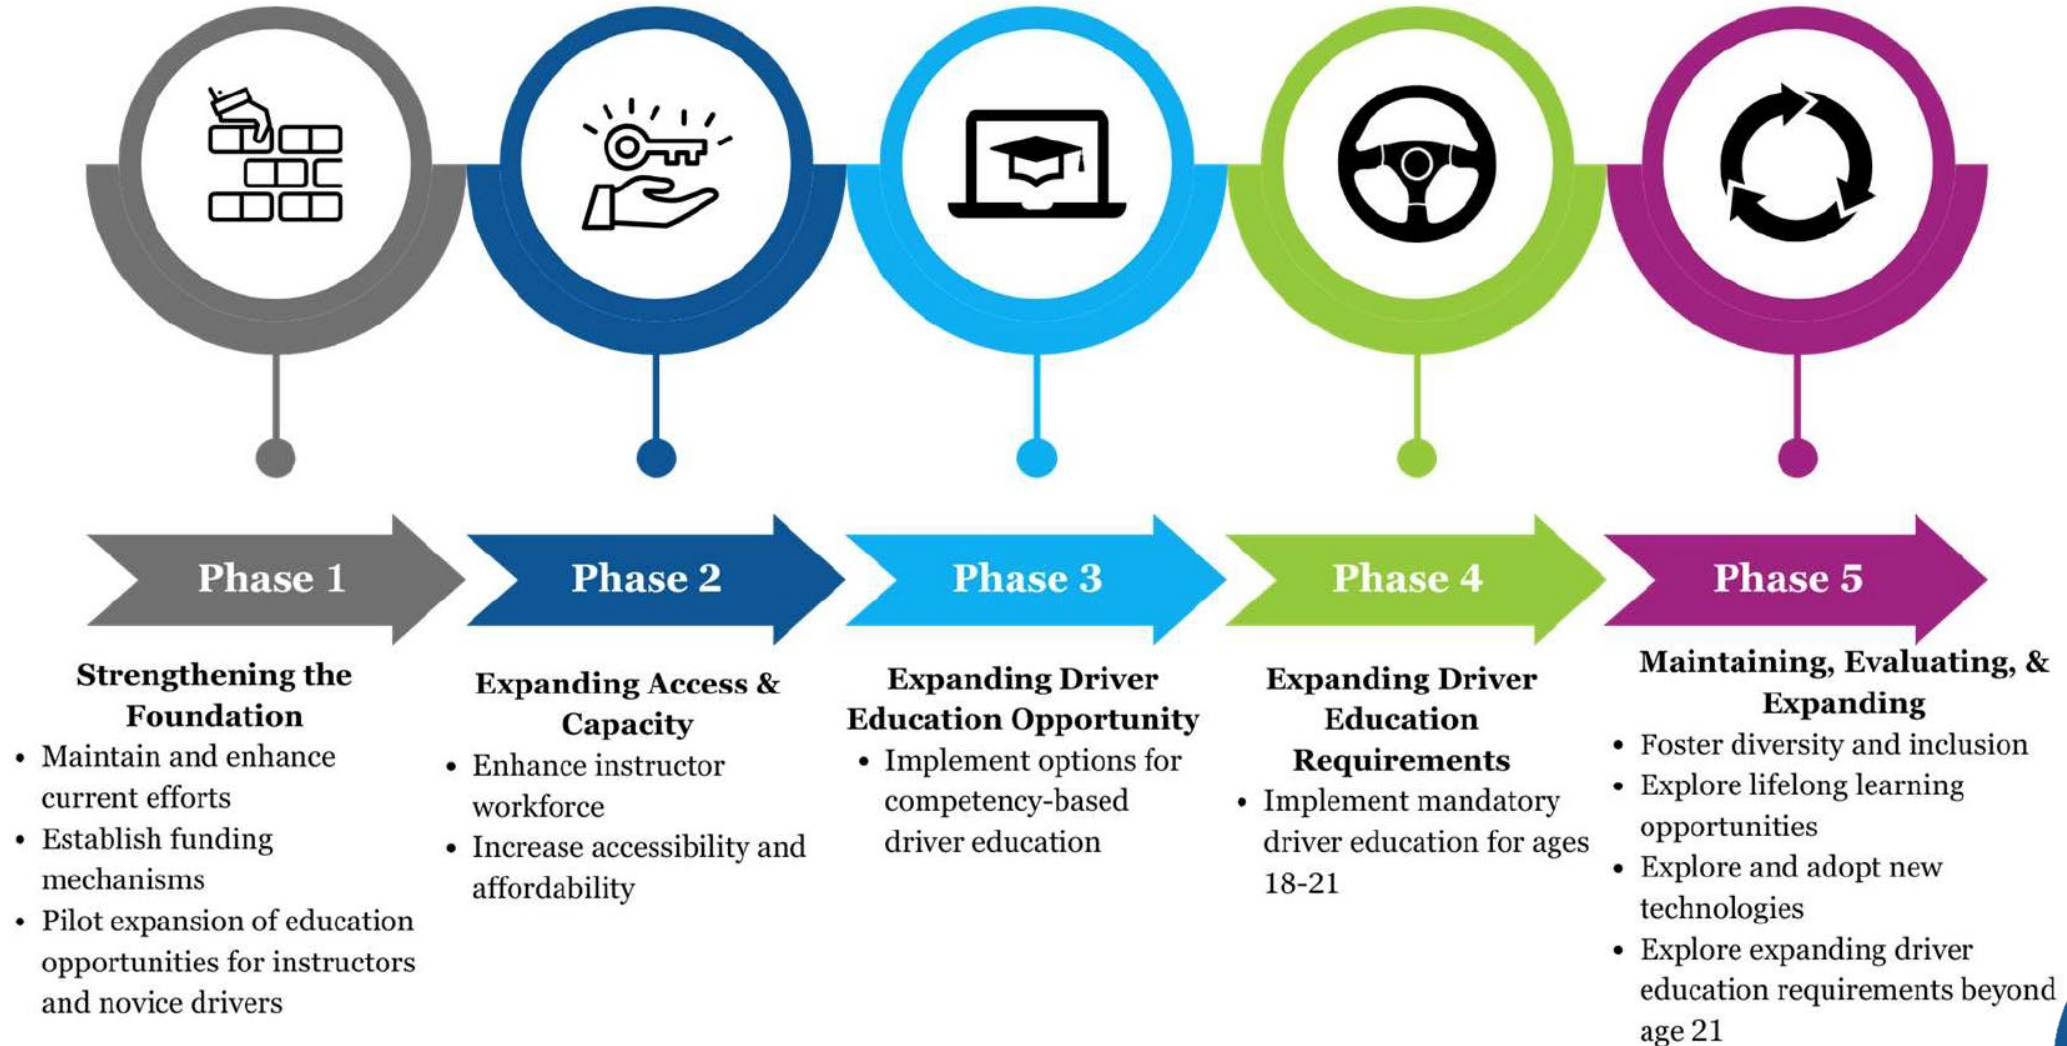 Phase 1
Phase 2
Phase 3
Phase 4
Phase 5
Strengthening the
Foundation
• Maintain and enhance
current efforts
• Establish funding
mechanisms
• Pilot expansion of education
opportunities for instructors
and novice drivers
Expanding Access &
Capacity
• Enhance instructor
workforce
• Increase accessibility and
affordability
Expanding Driver
Education Opportunity
• Implement options for
competency-based
driver education
Expanding Driver
Education
Requirements
• Implement mandatory
driver education for ages
18-21
Maintaining, Evaluating, &
Expanding
• Foster diversity and inclusion
• Explore lifelong learning
opportunities
• Explore and adopt new
technologies
• Explore expanding driver
education requirements beyond
age 21